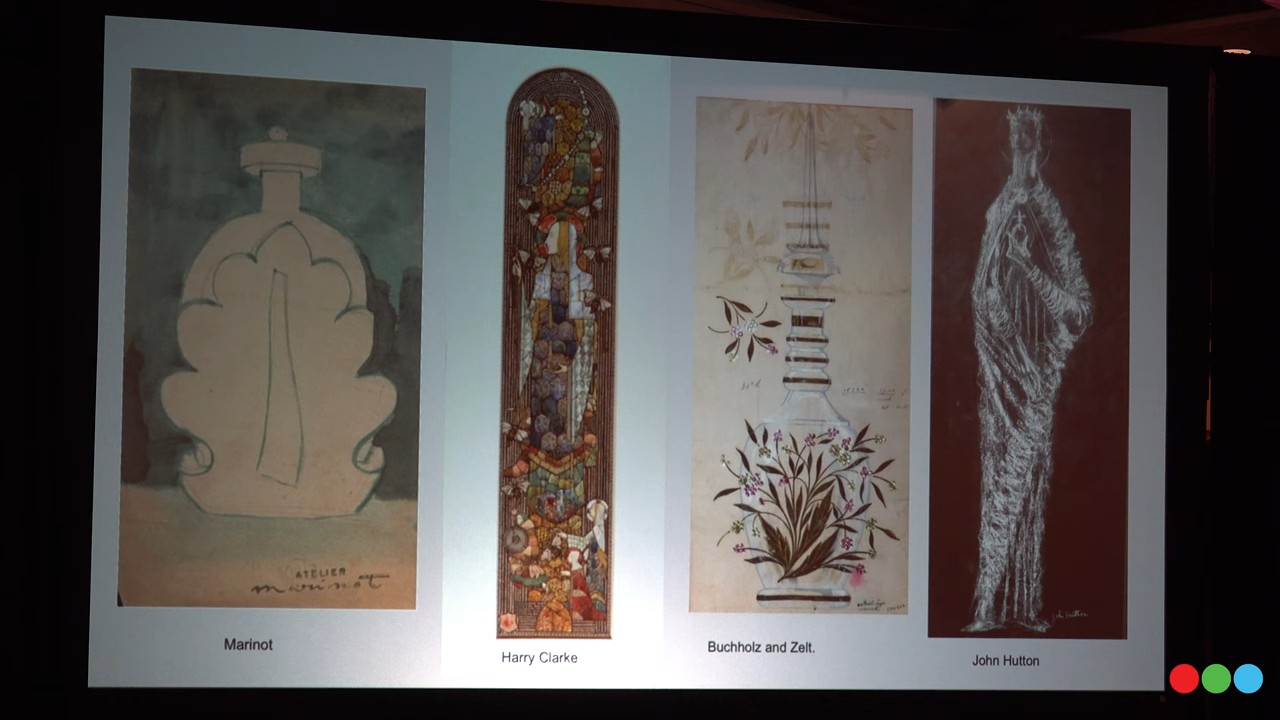 ATELIER
marinot
Marinot
Harry Clarke
Buchholz and Zelt.
John Hutton